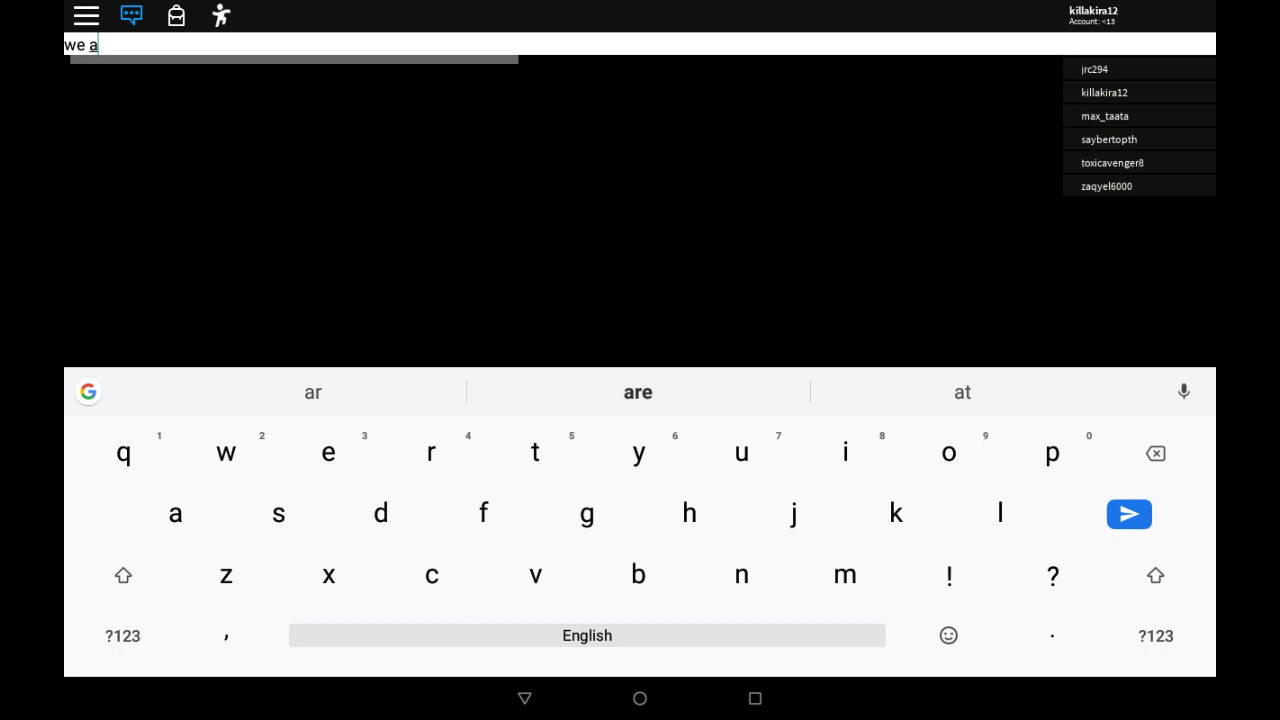 killakira12
Account: <13
we a
jrc294
killakira12
max_taata
saybertopth
toxicavenger8
zaqyel6000
ar are at
1 2 3 4 5 6 7 8 9 0
q w e r t y u i o p
a s d f g h j k l
z x c v b n m ! ?
?123 , English . ?123